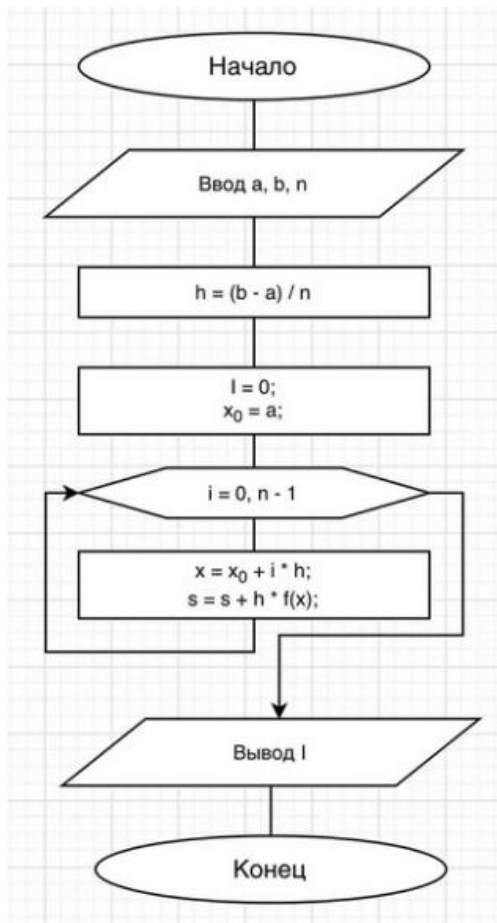 Начало
Ввод a, b, n
h = (b - a) / n
I = 0;
x₀ = a;
i = 0, n - 1
x = x₀ + i * h;
s = s + h * f(x);
Вывод I
Конец